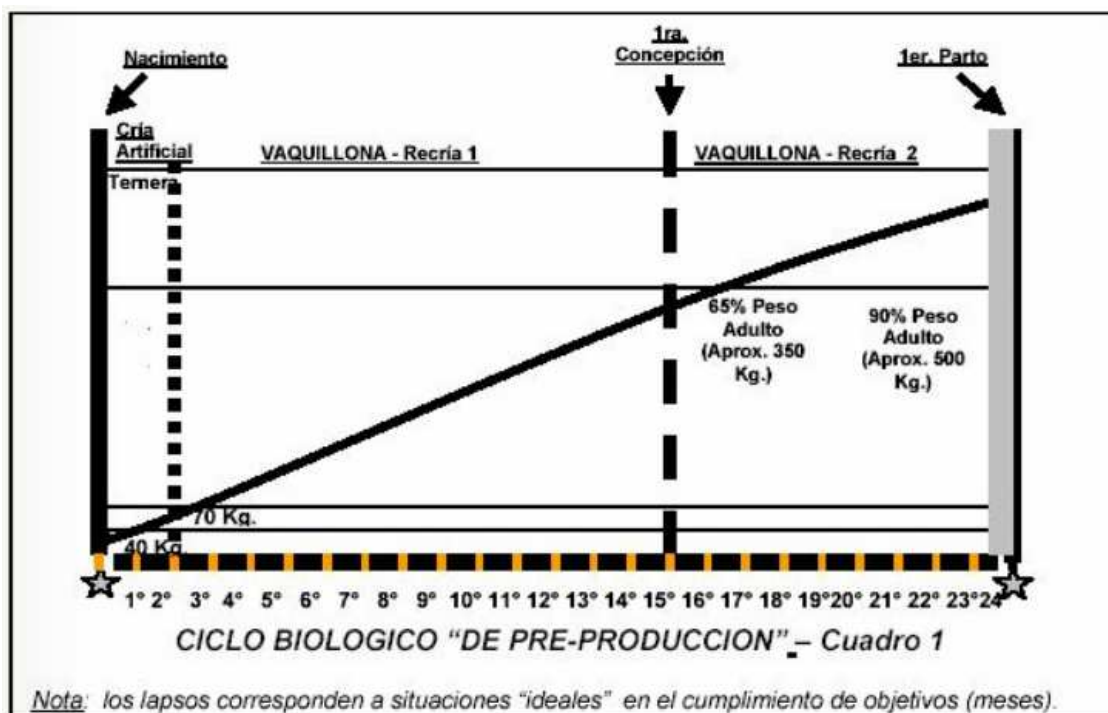 Nacimiento
1ra.
Concepción
1er. Parto
Cría
Artificial
VAQUILLONA - Recría 1
VAQUILLONA - Recría 2
Ternera
65% Peso
Adulto
(Aprox. 350
Kg.)
90% Peso
Adulto
(Aprox. 500
Kg.)
70 Kg.
40 Kg.
1° 2° 3° 4° 5° 6° 7° 8° 9° 10° 11° 12° 13° 14° 15° 16° 17° 18° 19° 20° 21° 22° 23° 24°
CICLO BIOLOGICO “DE PRE-PRODUCCION” – Cuadro 1
Nota: los lapsos corresponden a situaciones “ideales” en el cumplimiento de objetivos (meses).